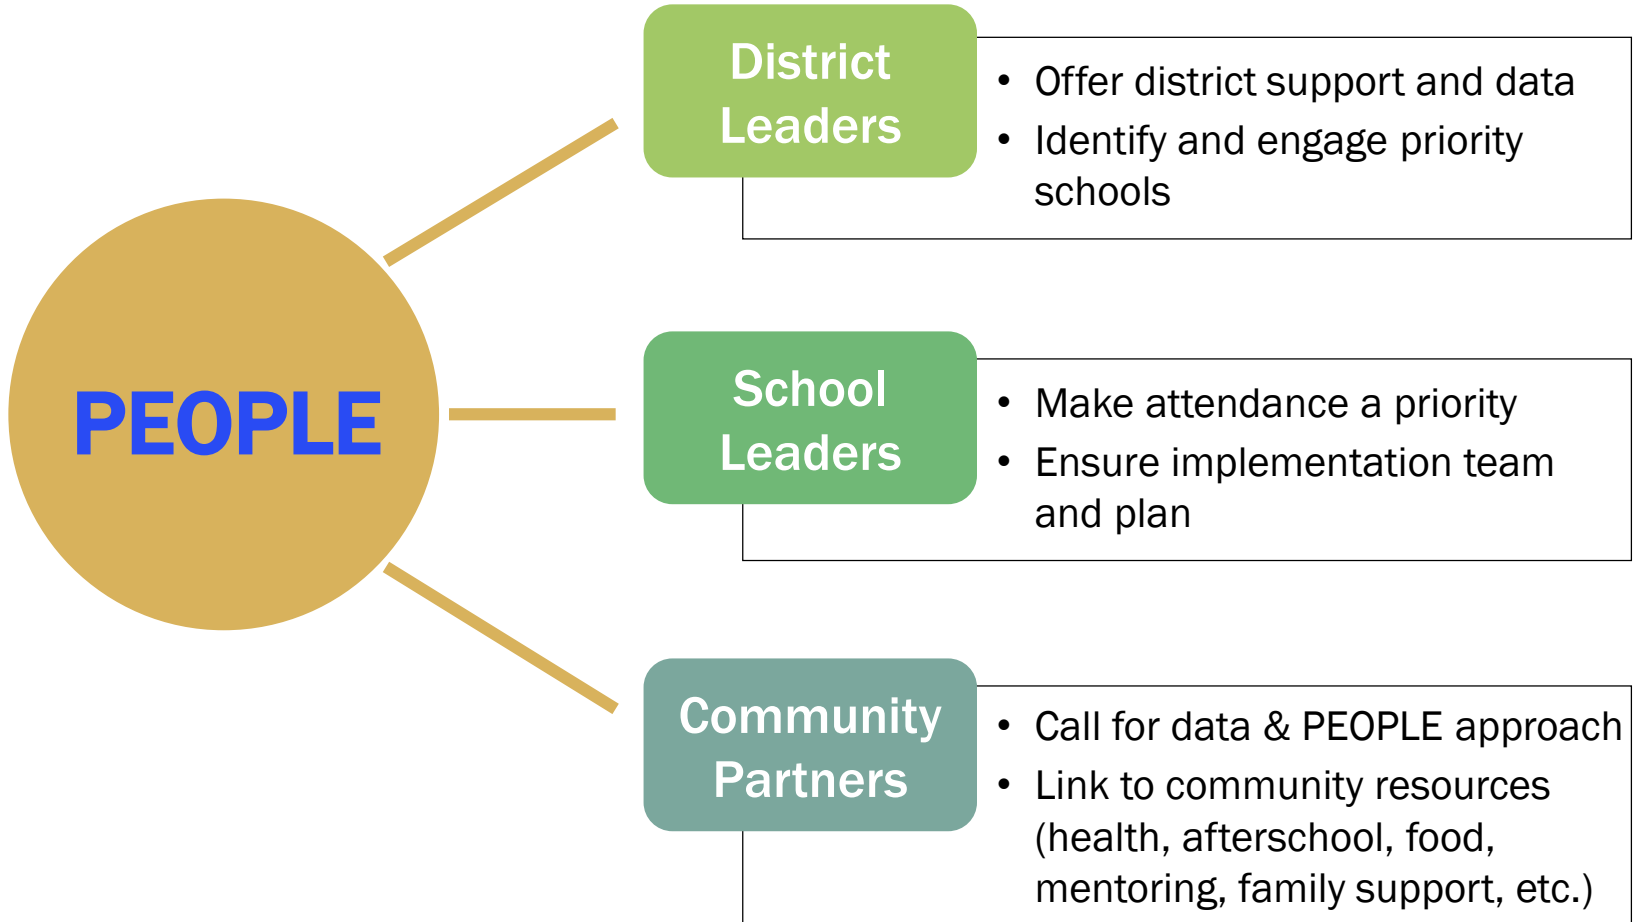 PEOPLE
District
Leaders
• Offer district support and data
• Identify and engage priority
schools
School
Leaders
• Make attendance a priority
• Ensure implementation team
and plan
Community
Partners
• Call for data & PEOPLE approach
• Link to community resources
(health, afterschool, food,
mentoring, family support, etc.)